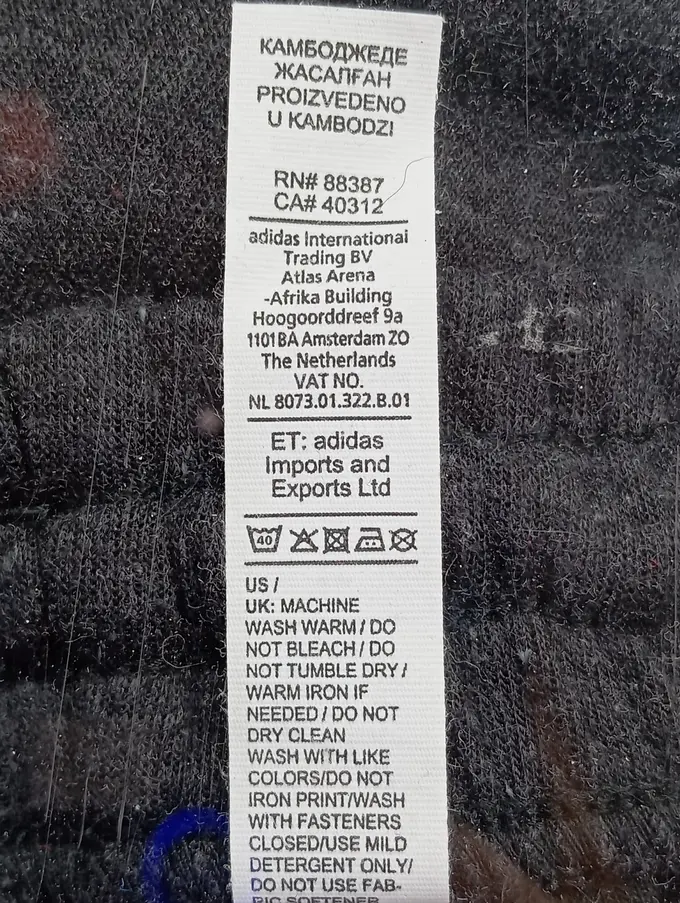 КАМБОДЖЕДЕ
ЖАСАЛҒАН
PROIZVEDENO
U KAMBODZI
RN# 88387
CA# 40312
adidas International
Trading BV
Atlas Arena
-Afrika Building
Hoogoorddreef 9a
1101BA Amsterdam ZO
The Netherlands
VAT NO.
NL 8073.01.322.B.01
ET: adidas
Imports and
Exports Ltd
40
US /
UK: MACHINE
WASH WARM / DO
NOT BLEACH / DO
NOT TUMBLE DRY /
WARM IRON IF
NEEDED / DO NOT
DRY CLEAN
WASH WITH LIKE
COLORS/DO NOT
IRON PRINT/WASH
WITH FASTENERS
CLOSED/USE MILD
DETERGENT ONLY/
DO NOT USE FAB-
RIC SOFTENER